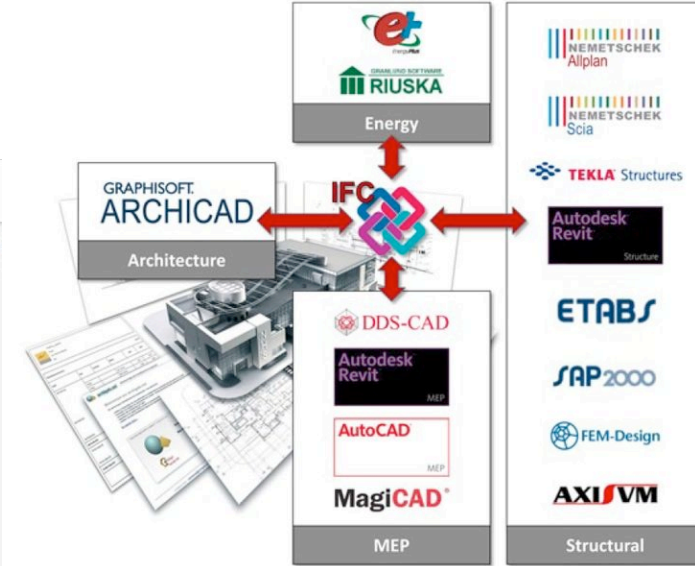 EnergyPlus
GRANLUND SOFTWARE
RIUSKA
Energy
GRAPHISOFT.
ARCHICAD
Architecture
IFC
DDS-CAD
Autodesk
Revit
MEP
AutoCAD
MEP
MagiCAD
MEP
NEMETSCHEK
Allplan
NEMETSCHEK
Scia
TEKLA Structures
Autodesk
Revit
Structure
ETABS
SAP2000
FEM-Design
AXISVM
Structural